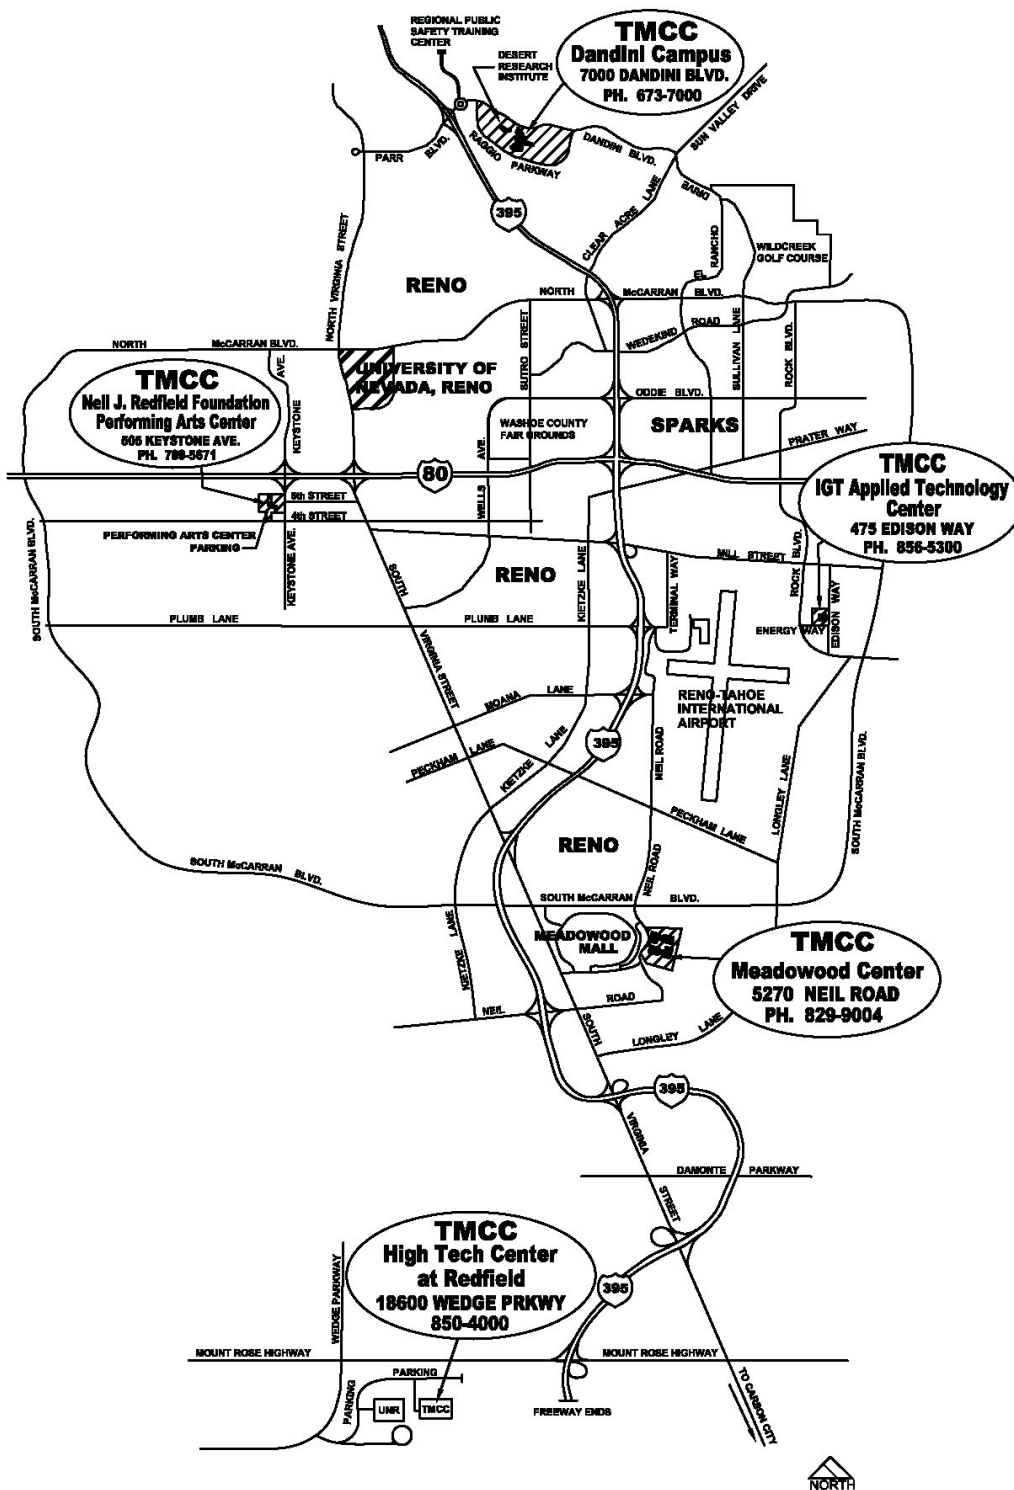 REGIONAL PUBLIC
SAFETY TRAINING
CENTER
DESERT
RESEARCH
INSTITUTE
TMCC
Dandini Campus
7000 DANDINI BLVD.
PH. 673-7000
SUN VALLEY DRIVE
PARR BLVD.
RAGGIO PARKWAY
DANDINI BLVD.
395
CLEAR ACRE LANE
EL RANCHO DRIVE
WILDCREEK
GOLF COURSE
NORTH VIRGINIA STREET
RENO
NORTH McCARRAN BLVD.
WEDEKIND ROAD
SUTRO STREET
SULLIVAN LANE
ROCK BLVD.
NORTH McCARRAN BLVD.
UNIVERSITY OF
NEVADA, RENO
TMCC
Neil J. Redfield Foundation
Performing Arts Center
505 KEYSTONE AVE.
PH. 789-5671
KEYSTONE AVE.
ODDIE BLVD.
WASHOE COUNTY
FAIR GROUNDS
SPARKS
PRATER WAY
80
WELLS AVE.
TMCC
IGT Applied Technology
Center
475 EDISON WAY
PH. 856-5300
5th STREET
4th STREET
PERFORMING ARTS CENTER
PARKING
KEYSTONE AVE.
SOUTH McCARRAN BLVD.
MILL STREET
ROCK BLVD.
RENO
KIETZKE LANE
TERMINAL WAY
EDISON WAY
ENERGY WAY
PLUMB LANE
PLUMB LANE
SOUTH VIRGINIA STREET
MOANA LANE
RENO-TAHOE
INTERNATIONAL
AIRPORT
395
PECKHAM LANE
KIETZKE LANE
NEIL ROAD
LONGLEY LANE
SOUTH McCARRAN BLVD.
PECKHAM LANE
RENO
NEIL ROAD
SOUTH McCARRAN BLVD.
SOUTH McCARRAN BLVD.
KIETZKE LANE
MEADOWOOD
MALL
TMCC
Meadowood Center
5270 NEIL ROAD
PH. 829-9004
NEIL ROAD
LONGLEY LANE
395
SOUTH VIRGINIA STREET
DAMONTE PARKWAY
TMCC
High Tech Center
at Redfield
18600 WEDGE PRKWY
850-4000
395
WEDGE PARKWAY
MOUNT ROSE HIGHWAY
MOUNT ROSE HIGHWAY
PARKING
PARKING
UNR
TMCC
FREEWAY ENDS
TO CARSON CITY
NORTH